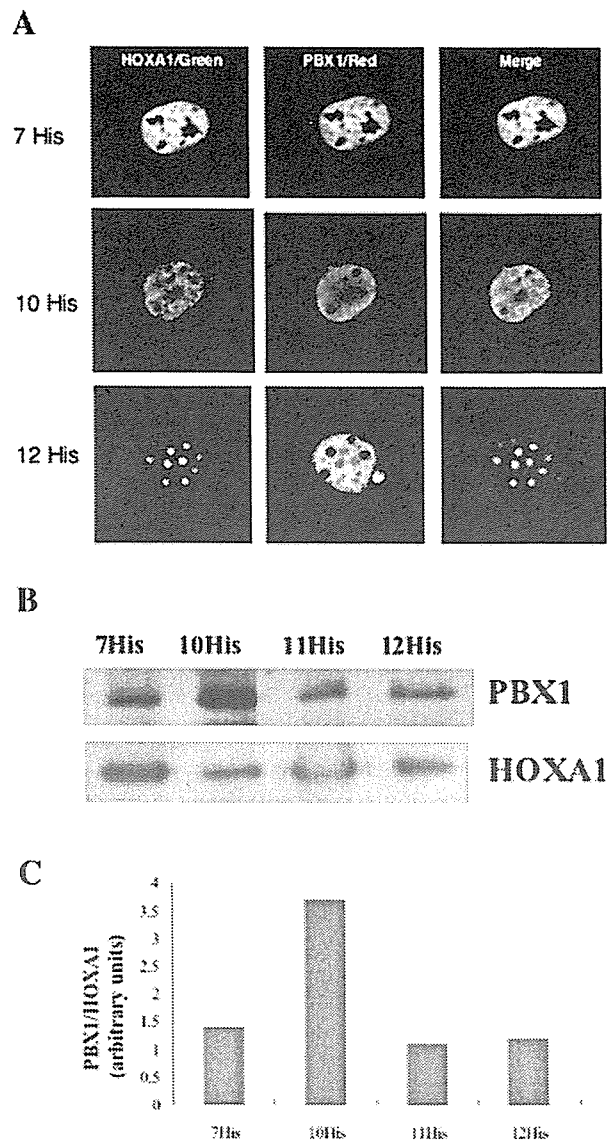 A
HOXA1/Green PBX1/Red Merge
7 His
10 His
12 His
B
7His 10His 11His 12His
PBX1
HOXA1
C
PBX1/HOXA1
(arbitrary units)
4
3.5
3
2.5
2
1.5
1
0.5
0
7His 10His 11His 12His